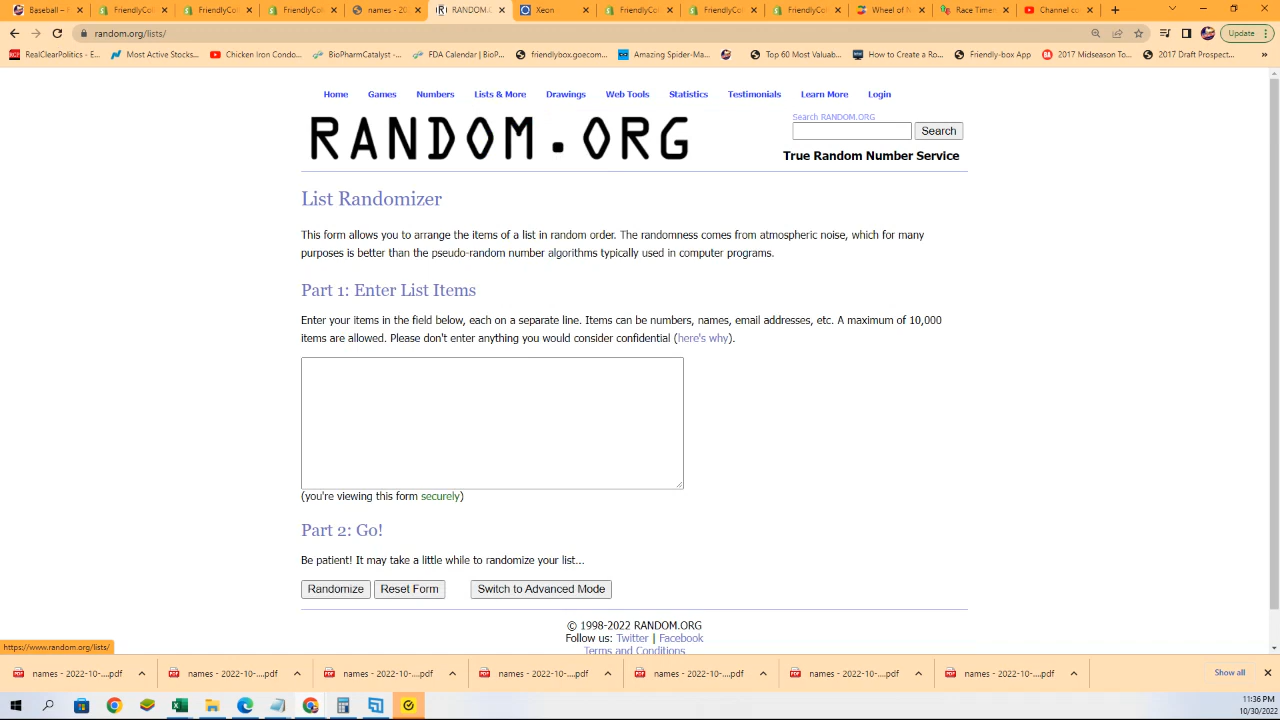 Baseball –
FriendlyCo
FriendlyCo
FriendlyCo
names - 20
RANDOM.O
Xeon
FriendlyCo
FriendlyCo
FriendlyCo
Wheel of N
Race Timer
Channel co
random.org/lists/
Update
RealClearPolitics - E...
Most Active Stocks...
Chicken Iron Condo...
BioPharmCatalyst -...
FDA Calendar | BioP...
friendlybox.goecom...
Amazing Spider-Ma...
Top 60 Most Valuab...
How to Create a Ro...
Friendly-box App
2017 Midseason To...
2017 Draft Prospect...
»
Home Games Numbers Lists & More Drawings Web Tools Statistics Testimonials Learn More Login
RANDOM.ORG
Search RANDOM.ORG
Search
True Random Number Service
List Randomizer
This form allows you to arrange the items of a list in random order. The randomness comes from atmospheric noise, which for many
purposes is better than the pseudo-random number algorithms typically used in computer programs.
Part 1: Enter List Items
Enter your items in the field below, each on a separate line. Items can be numbers, names, email addresses, etc. A maximum of 10,000
items are allowed. Please don't enter anything you would consider confidential (here's why).
(you're viewing this form securely)
Part 2: Go!
Be patient! It may take a little while to randomize your list...
Randomize Reset Form Switch to Advanced Mode
© 1998-2022 RANDOM.ORG
Follow us: Twitter | Facebook
Terms and Conditions
https://www.random.org/lists/
names - 2022-10-....pdf
names - 2022-10-....pdf
names - 2022-10-....pdf
names - 2022-10-....pdf
names - 2022-10-....pdf
names - 2022-10-....pdf
names - 2022-10-....pdf
Show all
11:36 PM
10/30/2022